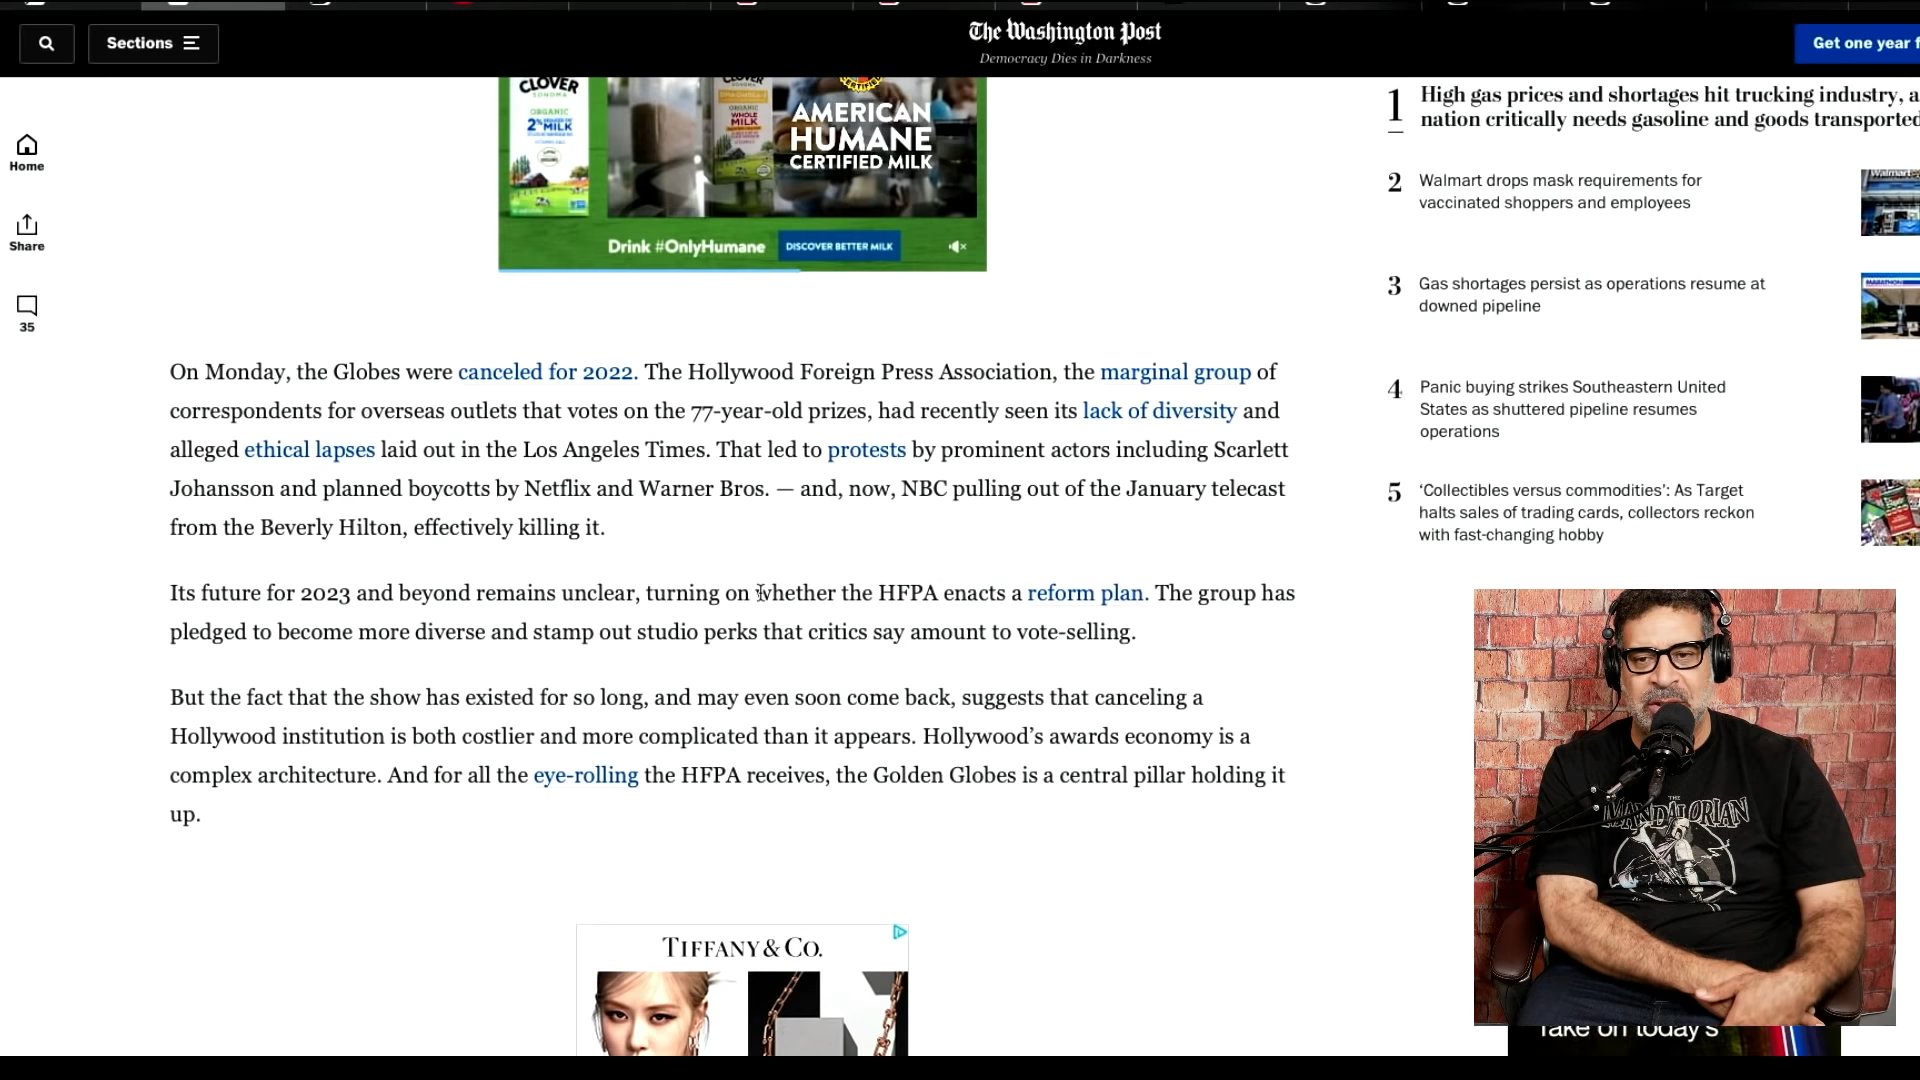 Sections
The Washington Post
Democracy Dies in Darkness
Get one year f
Home
Share
35
CLOVER
SONOMA
ORGANIC
2%
MILK
CLOVER
ORGANIC
WHOLE
MILK
CERTIFIED
AMERICAN
HUMANE
CERTIFIED MILK
Drink #OnlyHumane
DISCOVER BETTER MILK
On Monday, the Globes were canceled for 2022. The Hollywood Foreign Press Association, the marginal group of
correspondents for overseas outlets that votes on the 77-year-old prizes, had recently seen its lack of diversity and
alleged ethical lapses laid out in the Los Angeles Times. That led to protests by prominent actors including Scarlett
Johansson and planned boycotts by Netflix and Warner Bros. — and, now, NBC pulling out of the January telecast
from the Beverly Hilton, effectively killing it.
Its future for 2023 and beyond remains unclear, turning on whether the HFPA enacts a reform plan. The group has
pledged to become more diverse and stamp out studio perks that critics say amount to vote-selling.
But the fact that the show has existed for so long, and may even soon come back, suggests that canceling a
Hollywood institution is both costlier and more complicated than it appears. Hollywood’s awards economy is a
complex architecture. And for all the eye-rolling the HFPA receives, the Golden Globes is a central pillar holding it
up.
TIFFANY & CO.
1
High gas prices and shortages hit trucking industry, a
nation critically needs gasoline and goods transported
2
Walmart drops mask requirements for
vaccinated shoppers and employees
Walmart
3
Gas shortages persist as operations resume at
downed pipeline
MARATHON
4
Panic buying strikes Southeastern United
States as shuttered pipeline resumes
operations
5
‘Collectibles versus commodities’: As Target
halts sales of trading cards, collectors reckon
with fast-changing hobby
THE
MANDALORIAN
Take on today's